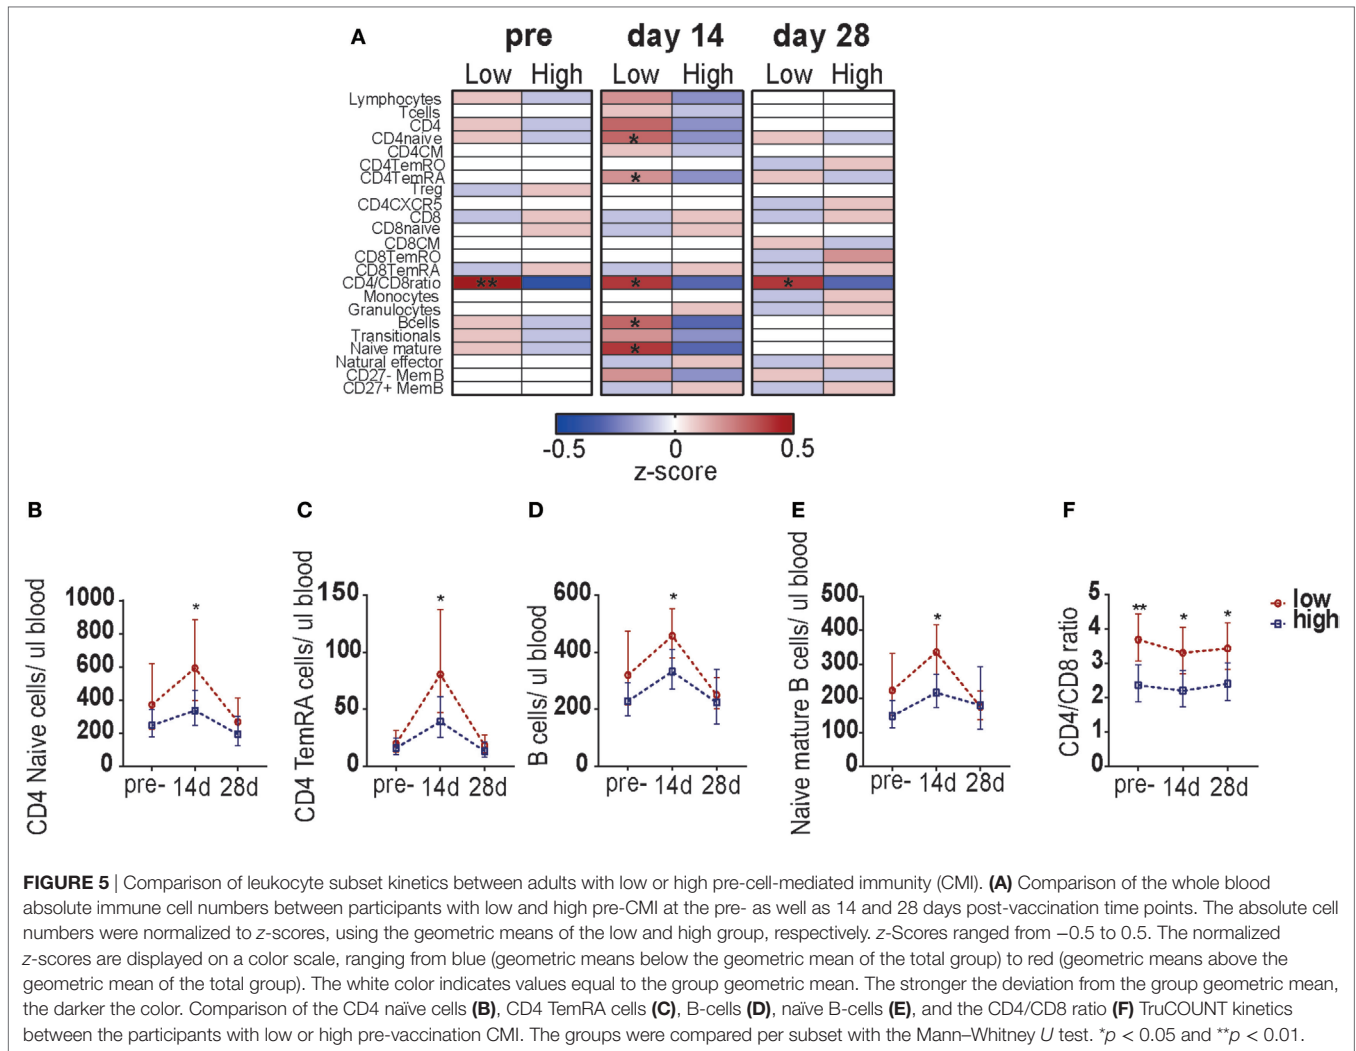 A
pre day 14 day 28
Low High Low High Low High
Lymphocytes
Tcells
CD4
CD4naive *
CD4CM
CD4TemRO
CD4TemRA *
Treg
CD4CXCR5
CD8
CD8naive
CD8CM
CD8TemRO
CD8TemRA
CD4/CD8ratio ** * *
Monocytes
Granulocytes
Bcells *
Transitionals
Naive mature *
Natural effector
CD27- MemB
CD27+ MemB
-0.5 0 0.5
z-score
B
CD4 Naive cells/ ul blood
1000
800
600
400
200
0
*
pre- 14d 28d
C
CD4 TemRA cells/ ul blood
150
100
50
0
*
pre- 14d 28d
D
B cells/ ul blood
600
400
200
0
*
pre- 14d 28d
E
Naive mature B cells/ ul blood
500
400
300
200
100
0
*
pre- 14d 28d
F
CD4/CD8 ratio
5
4
3
2
1
0
** * *
pre- 14d 28d
low
high
FIGURE 5 | Comparison of leukocyte subset kinetics between adults with low or high pre-cell-mediated immunity (CMI). (A) Comparison of the whole blood
absolute immune cell numbers between participants with low and high pre-CMI at the pre- as well as 14 and 28 days post-vaccination time points. The absolute cell
numbers were normalized to z-scores, using the geometric means of the low and high group, respectively. z-Scores ranged from −0.5 to 0.5. The normalized
z-scores are displayed on a color scale, ranging from blue (geometric means below the geometric mean of the total group) to red (geometric means above the
geometric mean of the total group). The white color indicates values equal to the group geometric mean. The stronger the deviation from the group geometric mean,
the darker the color. Comparison of the CD4 naïve cells (B), CD4 TemRA cells (C), B-cells (D), naïve B-cells (E), and the CD4/CD8 ratio (F) TruCOUNT kinetics
between the participants with low or high pre-vaccination CMI. The groups were compared per subset with the Mann–Whitney U test. *p < 0.05 and **p < 0.01.